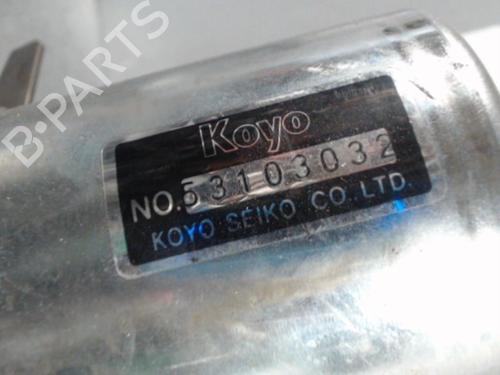 B-PARTS
Koyo
NO.53103032
KOYO SEIKO CO.,LTD.